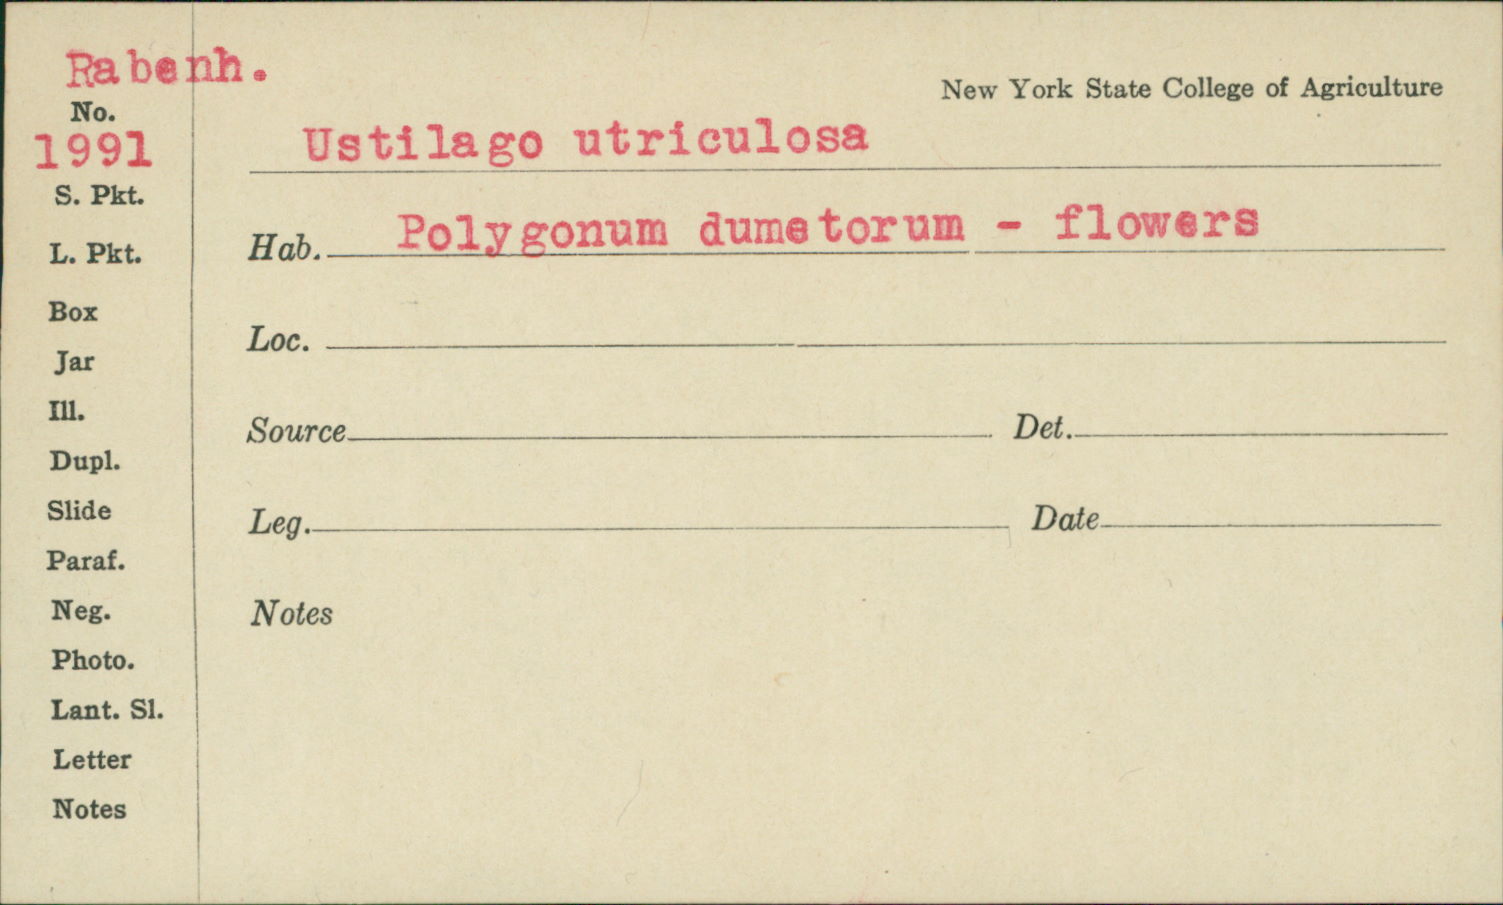 Rabenh.
New York State College of Agriculture
No.
1991
Ustilago utriculosa
S. Pkt.
Hab. Polygonum dumetorum - flowers
L. Pkt.
Box
Loc.
Jar
Ill.
Source Det.
Dupl.
Slide
Leg. Date
Paraf.
Neg.
Notes
Photo.
Lant. Sl.
Letter
Notes